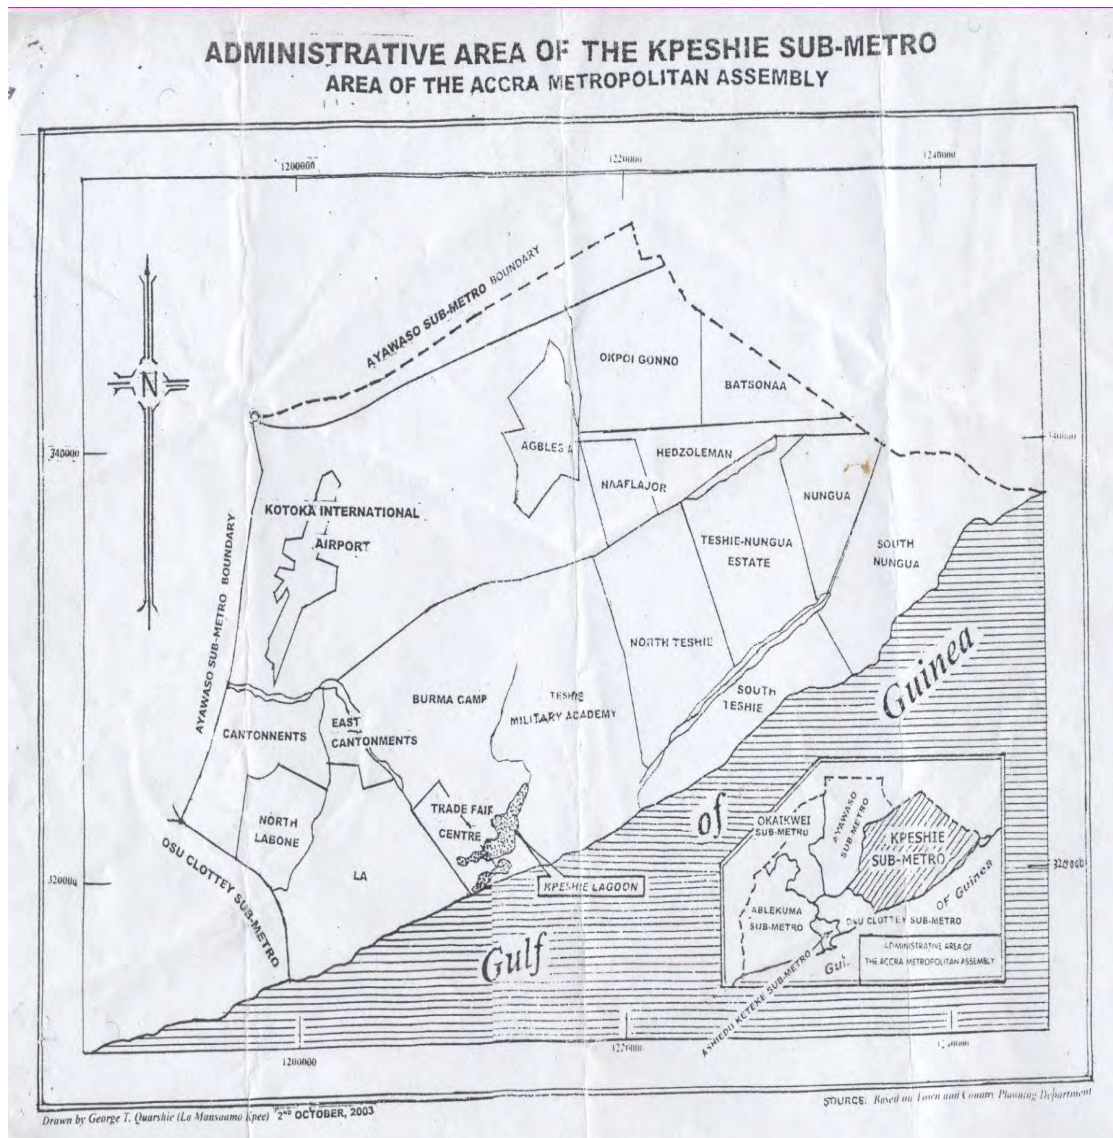 ADMINISTRATIVE AREA OF THE KPESHIE SUB-METRO
AREA OF THE ACCRA METROPOLITAN ASSEMBLY
1200000
1220000
1240000
AYAWASO SUB-METRO BOUNDARY
N
OKPOI GONNO
BATSONAA
340000
340000
HEDZOLEMAN
NAAFLAJOR
NUNGUA
KOTOKA INTERNATIONAL
AIRPORT
TESHIE-NUNGUA
ESTATE
SOUTH
NUNGUA
AYAWASO SUB-METRO BOUNDARY
NORTH TESHIE
BURMA CAMP
TESHIE
MILITARY ACADEMY
SOUTH
TESHIE
CANTONNENTS
EAST
CANTONMENTS
TRADE FAIR
CENTRE
NORTH
LABONE
LA
KPESHIE LAGOON
OSU CLOTTEY SUB-METRO
Gulf
of
Guinea
320000
OKAIKWEI
SUB-METRO
AYAWASO
SUB-METRO
KPESHIE
SUB-METRO
ABLEKUMA
SUB-METRO
OSU CLOTTEY SUB-METRO
OF Guinea
ADMINISTRATIVE AREA OF
THE ACCRA METROPOLITAN ASSEMBLY
ASHIEDU KETEKE SUB-METRO
1200000
1220000
1240000
Drawn by George T. Quarshie (La Mansaamo Kpee) 2ND OCTOBER, 2003
SOURCE: Based on Town and Country Planning Department